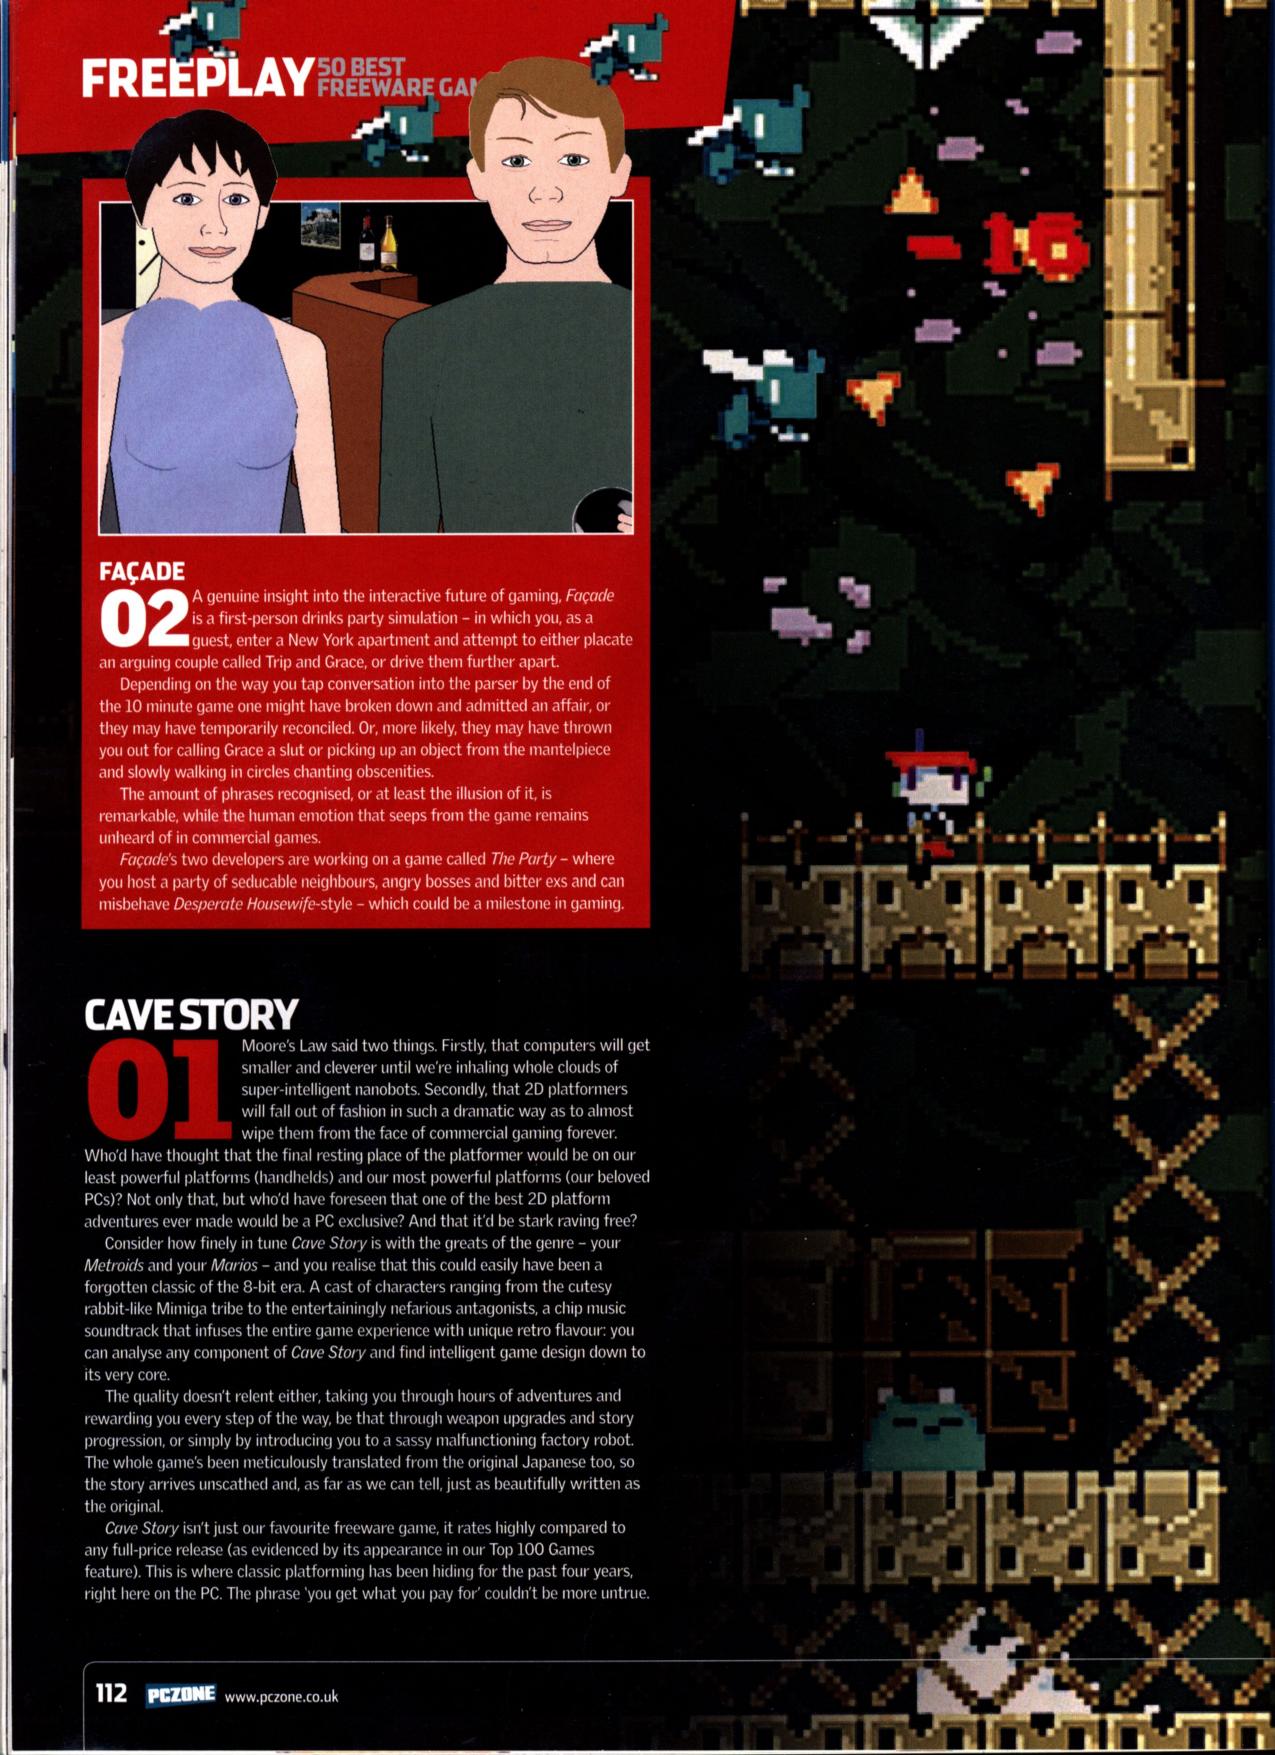 FREEPLAY 50 BEST
FREEWARE GA
-16
FAÇADE
02 A genuine insight into the interactive future of gaming, Façade
is a first-person drinks party simulation – in which you, as a
guest, enter a New York apartment and attempt to either placate
an arguing couple called Trip and Grace, or drive them further apart.
Depending on the way you tap conversation into the parser by the end of
the 10 minute game one might have broken down and admitted an affair, or
they may have temporarily reconciled. Or, more likely, they may have thrown
you out for calling Grace a slut or picking up an object from the mantelpiece
and slowly walking in circles chanting obscenities.
The amount of phrases recognised, or at least the illusion of it, is
remarkable, while the human emotion that seeps from the game remains
unheard of in commercial games.
Façade's two developers are working on a game called The Party – where
you host a party of seducable neighbours, angry bosses and bitter exs and can
misbehave Desperate Housewife-style – which could be a milestone in gaming.
CAVE STORY
01 Moore's Law said two things. Firstly, that computers will get
smaller and cleverer until we're inhaling whole clouds of
super-intelligent nanobots. Secondly, that 2D platformers
will fall out of fashion in such a dramatic way as to almost
wipe them from the face of commercial gaming forever.
Who'd have thought that the final resting place of the platformer would be on our
least powerful platforms (handhelds) and our most powerful platforms (our beloved
PCs)? Not only that, but who'd have foreseen that one of the best 2D platform
adventures ever made would be a PC exclusive? And that it'd be stark raving free?
Consider how finely in tune Cave Story is with the greats of the genre – your
Metroids and your Marios – and you realise that this could easily have been a
forgotten classic of the 8-bit era. A cast of characters ranging from the cutesy
rabbit-like Mimiga tribe to the entertainingly nefarious antagonists, a chip music
soundtrack that infuses the entire game experience with unique retro flavour: you
can analyse any component of Cave Story and find intelligent game design down to
its very core.
The quality doesn't relent either, taking you through hours of adventures and
rewarding you every step of the way, be that through weapon upgrades and story
progression, or simply by introducing you to a sassy malfunctioning factory robot.
The whole game's been meticulously translated from the original Japanese too, so
the story arrives unscathed and, as far as we can tell, just as beautifully written as
the original.
Cave Story isn't just our favourite freeware game, it rates highly compared to
any full-price release (as evidenced by its appearance in our Top 100 Games
feature). This is where classic platforming has been hiding for the past four years,
right here on the PC. The phrase 'you get what you pay for' couldn't be more untrue.
112 PCZONE www.pczone.co.uk